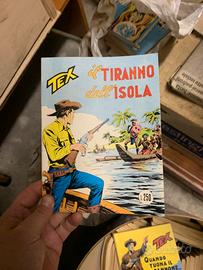 TEX
il TIRANNO
dell'ISOLA
L. 250
TEX
QUANDO
TUONA IL